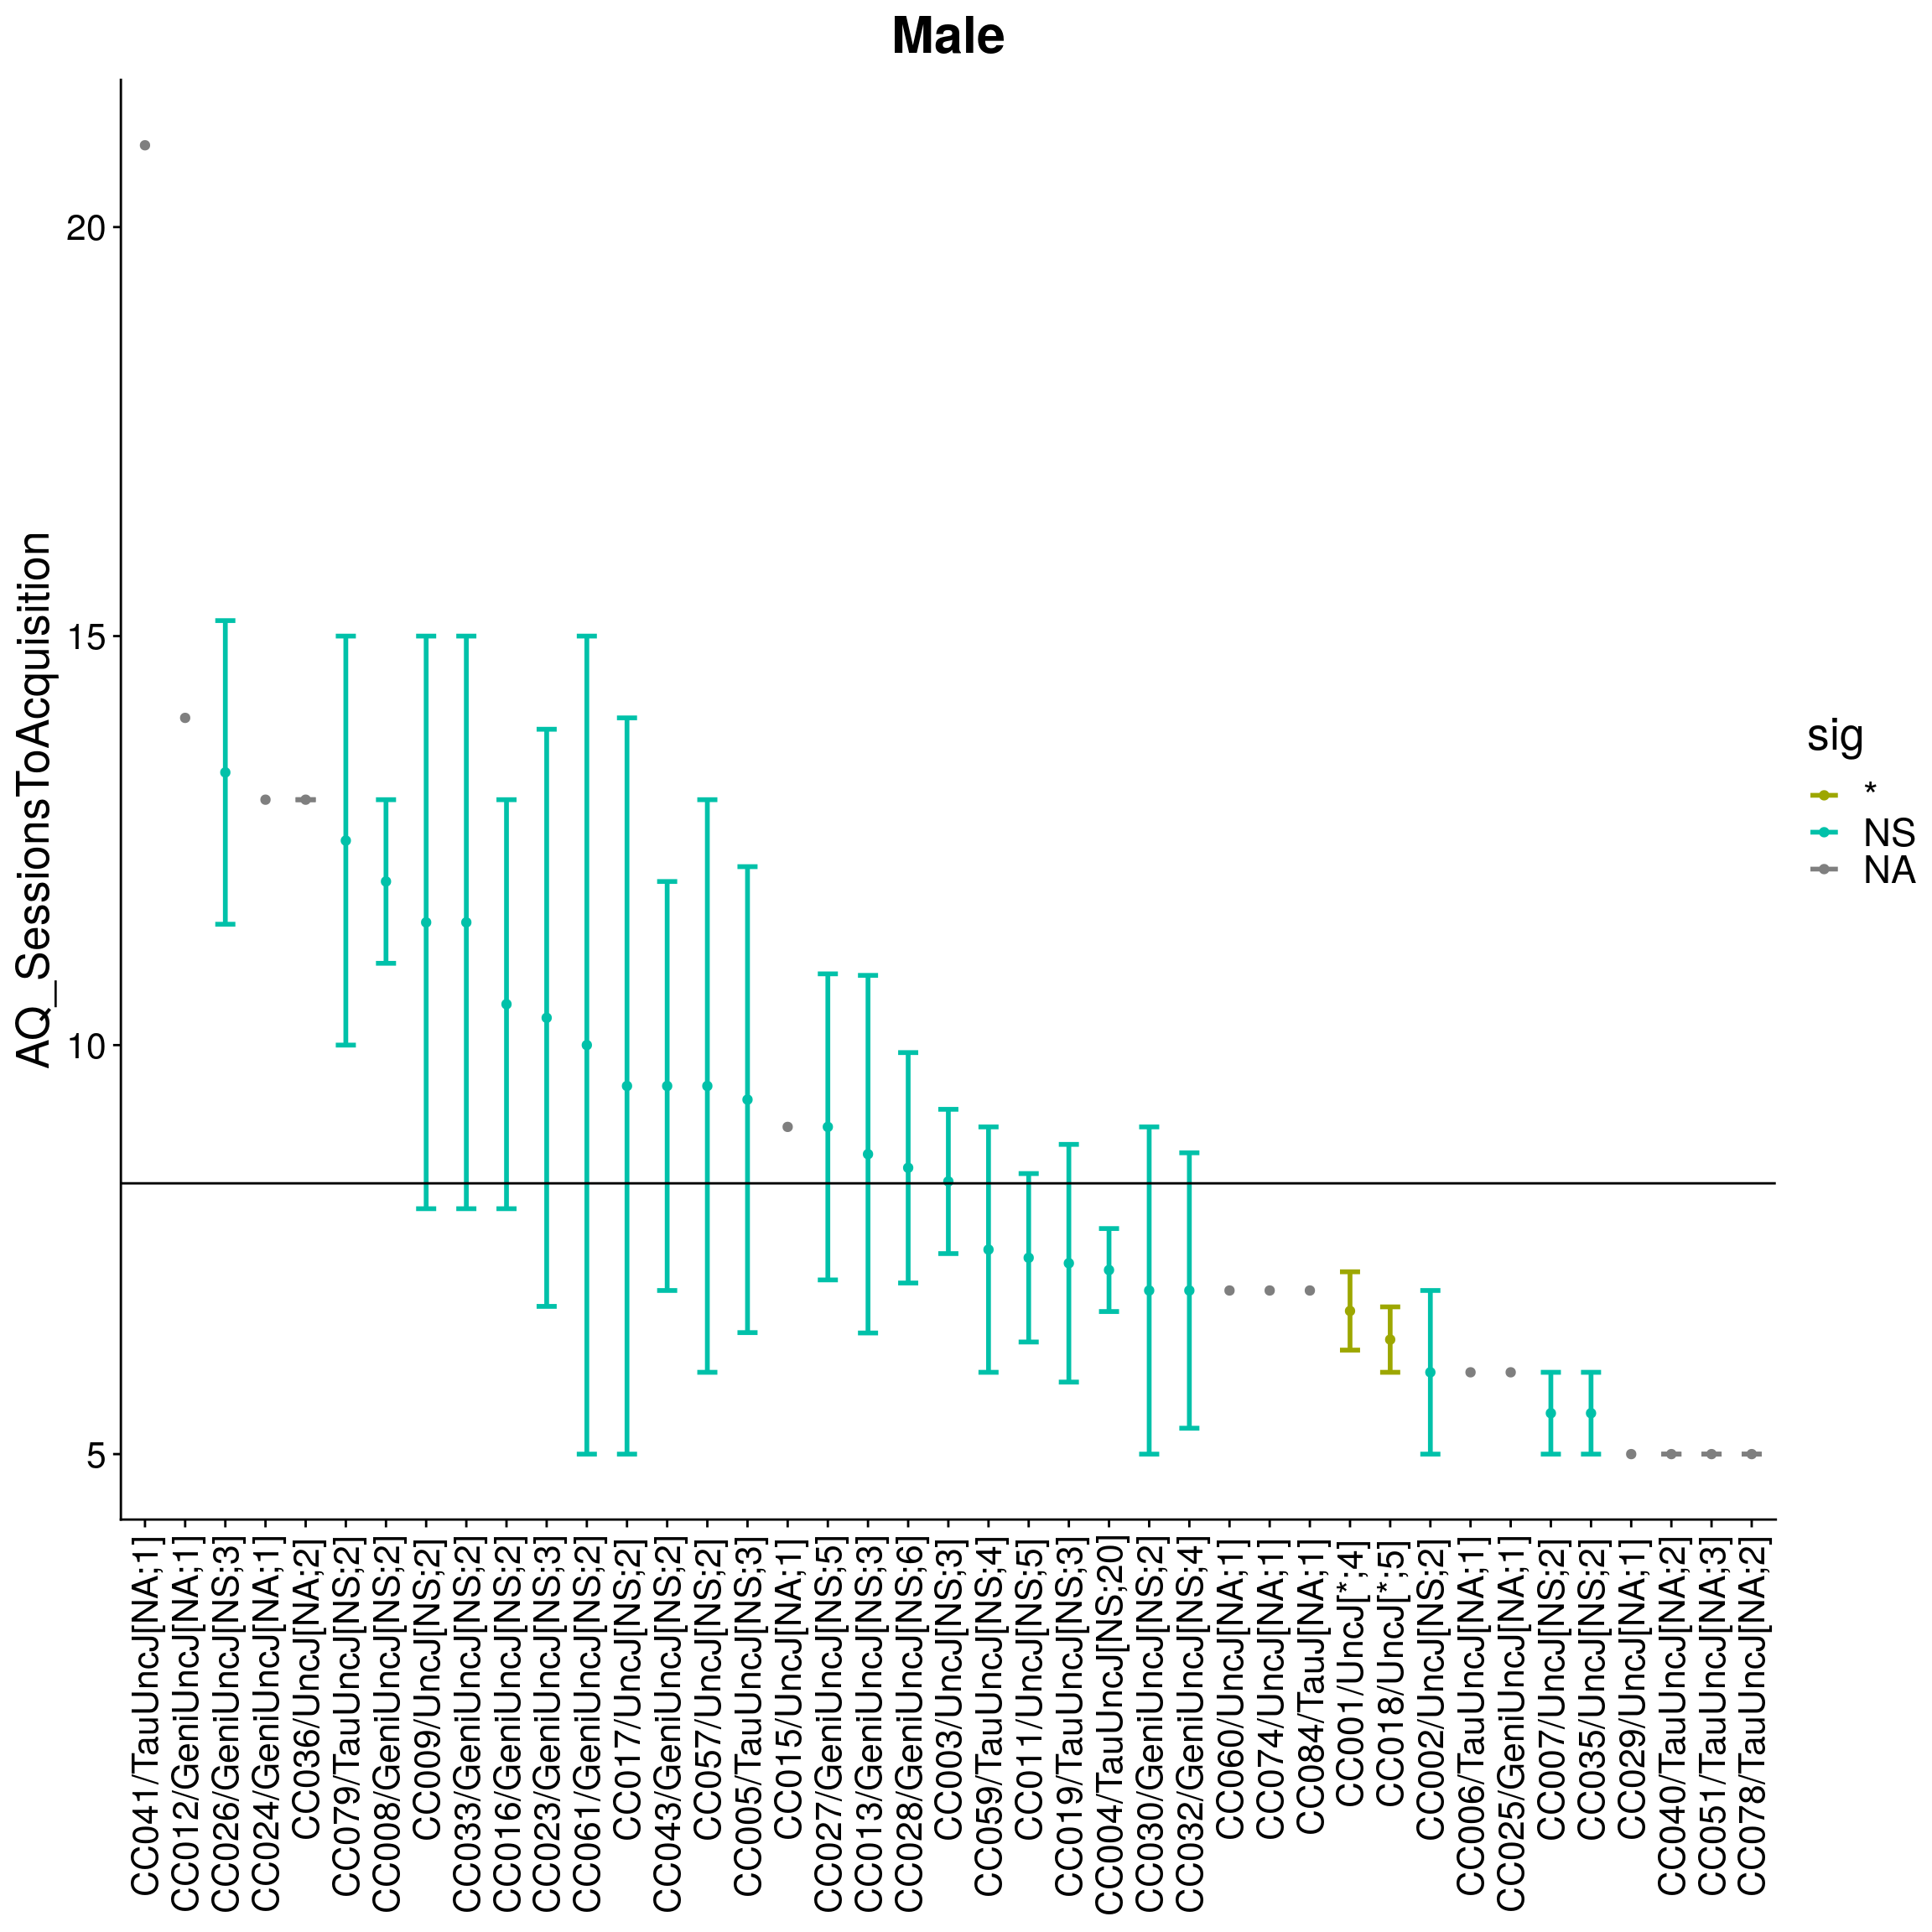 Male
AQ_SessionsToAcquisition
20
15
10
5
CC041/TauUncJ[NA;1]
CC012/GeniUncJ[NA;1]
CC026/GeniUncJ[NS;3]
CC024/GeniUncJ[NA;1]
CC036/UncJ[NA;2]
CC079/TauUncJ[NS;2]
CC008/GeniUncJ[NS;2]
CC009/UncJ[NS;2]
CC033/GeniUncJ[NS;2]
CC016/GeniUncJ[NS;2]
CC023/GeniUncJ[NS;3]
CC061/GeniUncJ[NS;2]
CC017/UncJ[NS;2]
CC043/GeniUncJ[NS;2]
CC057/UncJ[NS;2]
CC005/TauUncJ[NS;3]
CC015/UncJ[NA;1]
CC027/GeniUncJ[NS;5]
CC013/GeniUncJ[NS;3]
CC028/GeniUncJ[NS;6]
CC003/UncJ[NS;3]
CC059/TauUncJ[NS;4]
CC011/UncJ[NS;5]
CC019/TauUncJ[NS;3]
CC004/TauUncJ[NS;20]
CC030/GeniUncJ[NS;2]
CC032/GeniUncJ[NS;4]
CC060/UncJ[NA;1]
CC074/UncJ[NA;1]
CC084/TauJ[NA;1]
CC001/UncJ[*;4]
CC018/UncJ[*;5]
CC002/UncJ[NS;2]
CC006/TauUncJ[NA;1]
CC025/GeniUncJ[NA;1]
CC007/UncJ[NS;2]
CC035/UncJ[NS;2]
CC029/UncJ[NA;1]
CC040/TauUncJ[NA;2]
CC051/TauUncJ[NA;3]
CC078/TauUncJ[NA;2]
sig
*
NS
NA